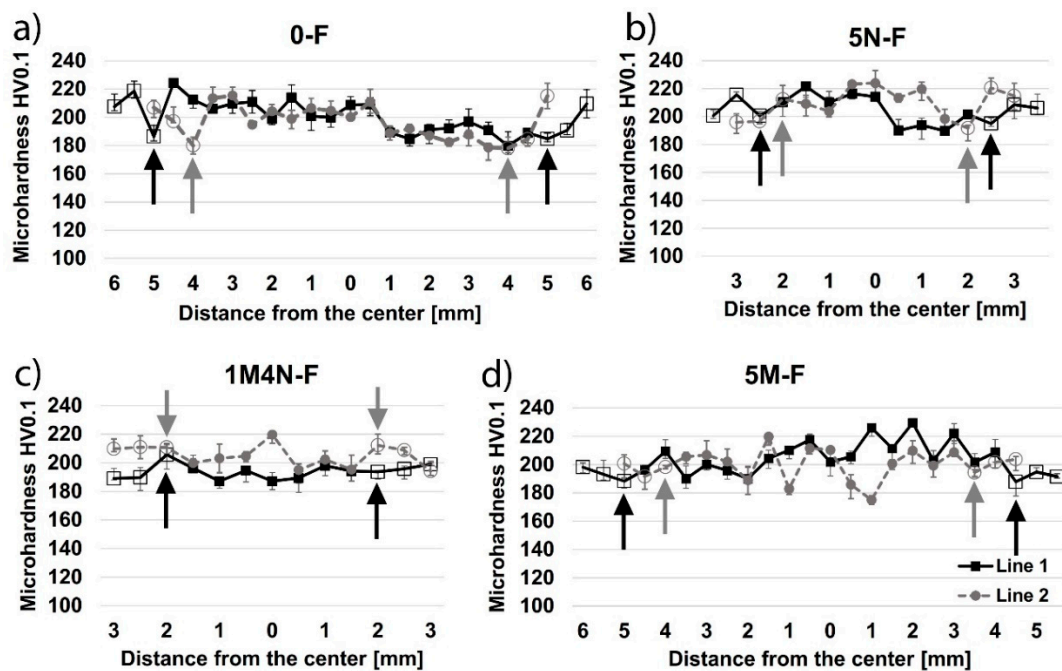 a)
0-F
Microhardness HV0.1
240
220
200
180
160
140
120
100
6 5 4 3 2 1 0 1 2 3 4 5 6
Distance from the center [mm]
b)
5N-F
Microhardness HV0.1
240
220
200
180
160
140
120
100
3 2 1 0 1 2 3
Distance from the center [mm]
c)
1M4N-F
Microhardness HV0.1
240
220
200
180
160
140
120
100
3 2 1 0 1 2 3
Distance from the center [mm]
d)
5M-F
Microhardness HV0.1
240
220
200
180
160
140
120
100
6 5 4 3 2 1 0 1 2 3 4 5
Distance from the center [mm]
Line 1
Line 2